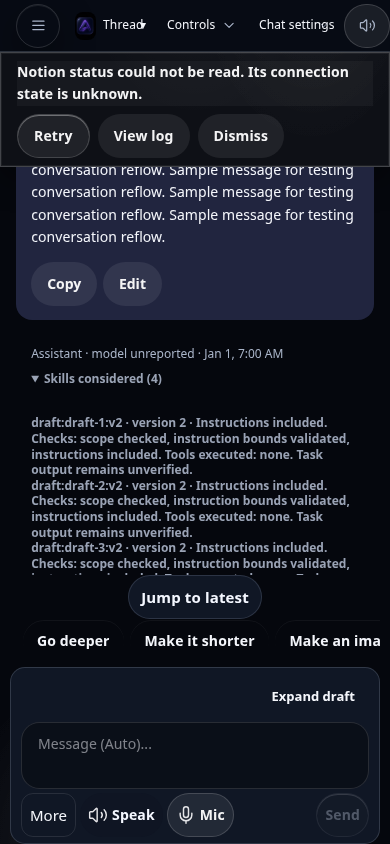 Thread
Controls
Chat settings
Notion status could not be read. Its connection
state is unknown.
Retry
View log
Dismiss
conversation reflow. Sample message for testing
conversation reflow. Sample message for testing
conversation reflow. Sample message for testing
conversation reflow.
Copy
Edit
Assistant · model unreported · Jan 1, 7:00 AM
▼ Skills considered (4)
draft:draft-1:v2 · version 2 · Instructions included.
Checks: scope checked, instruction bounds validated,
instructions included. Tools executed: none. Task
output remains unverified.
draft:draft-2:v2 · version 2 · Instructions included.
Checks: scope checked, instruction bounds validated,
instructions included. Tools executed: none. Task
output remains unverified.
draft:draft-3:v2 · version 2 · Instructions included.
Checks: scope checked, instruction bounds validated,
Jump to latest
Go deeper
Make it shorter
Make an ima
Expand draft
Message (Auto)...
More
Speak
Mic
Send